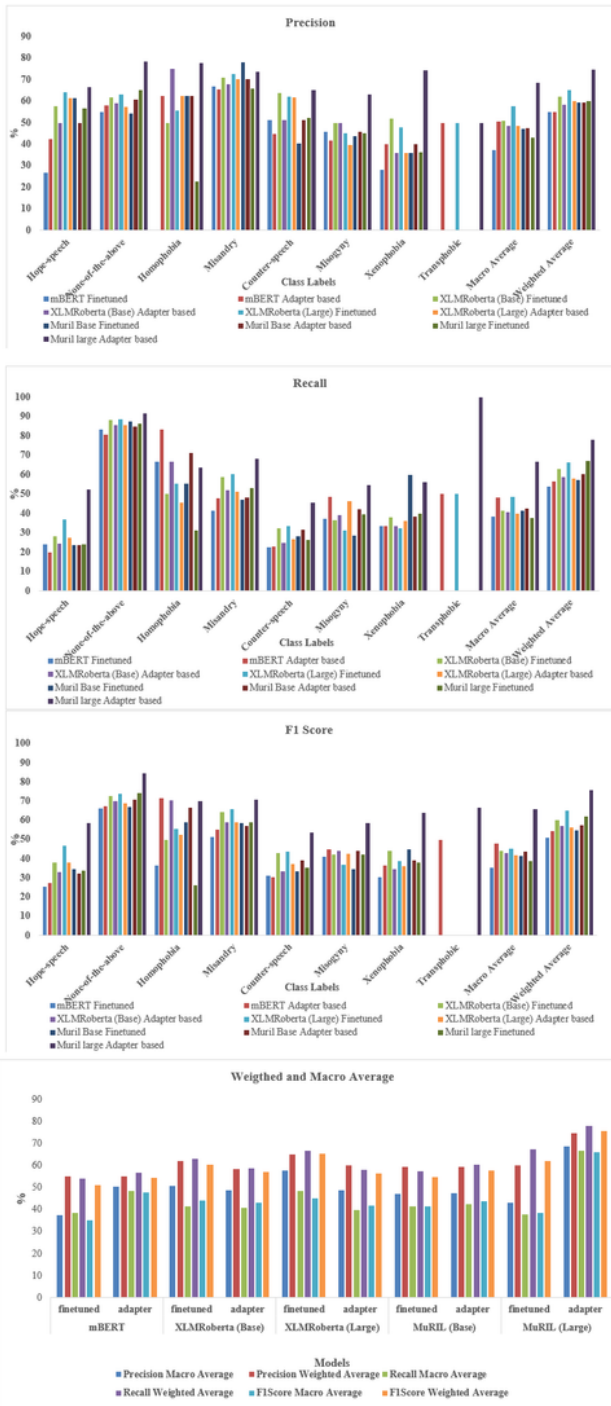 Precision
90
80
70
60
50
40
30
20
10
0
%
Hope-speech
None-of-the-above
Homophobia
Misandry
Counter-speech
Misogyny
Xenophobia
Transphobic
Macro Average
Weighted Average
Class Labels
mBERT Finetuned
mBERT Adapter based
XLMRoberta (Base) Finetuned
XLMRoberta (Base) Adapter based
XLMRoberta (Large) Finetuned
XLMRoberta (Large) Adapter based
Muril Base Finetuned
Muril Base Adapter based
Muril large Finetuned
Muril large Adapter based
Recall
100
90
80
70
60
50
40
30
20
10
0
%
Hope-speech
None-of-the-above
Homophobia
Misandry
Counter-speech
Misogyny
Xenophobia
Transphobic
Macro Average
Weighted Average
Class Labels
mBERT Finetuned
mBERT Adapter based
XLMRoberta (Base) Finetuned
XLMRoberta (Base) Adapter based
XLMRoberta (Large) Finetuned
XLMRoberta (Large) Adapter based
Muril Base Finetuned
Muril Base Adapter based
Muril large Finetuned
Muril large Adapter based
F1 Score
100
90
80
70
60
50
40
30
20
10
0
%
Hope-speech
None-of-the-above
Homophobia
Misandry
Counter-speech
Misogyny
Xenophobia
Transphobic
Macro Average
Weighted Average
Class Labels
mBERT Finetuned
mBERT Adapter based
XLMRoberta (Base) Finetuned
XLMRoberta (Base) Adapter based
XLMRoberta (Large) Finetuned
XLMRoberta (Large) Adapter based
Muril Base Finetuned
Muril Base Adapter based
Muril large Finetuned
Muril large Adapter based
Weigthed and Macro Average
90
80
70
60
50
40
30
20
10
0
%
finetuned adapter finetuned adapter finetuned adapter finetuned adapter finetuned adapter
mBERT XLMRoberta (Base) XLMRoberta (Large) MuRIL (Base) MuRIL (Large)
Models
Precision Macro Average Precision Weighted Average Recall Macro Average
Recall Weighted Average F1Score Macro Average F1Score Weighted Average